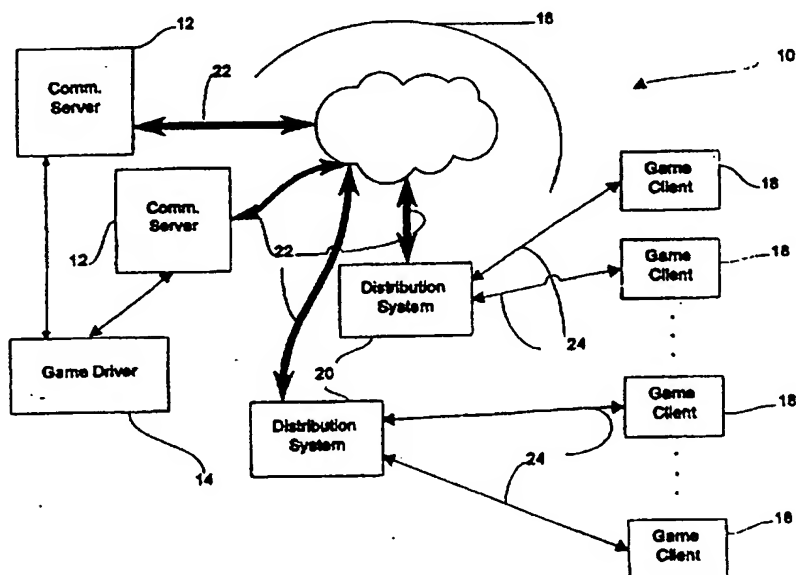 12
16
22
10
Comm.
Server
Comm.
Server
12
22
Game
Client
18
Game
Client
18
Distribution
System
24
22
20
Game Driver
14
Distribution
System
Game
Client
18
24
Game
Client
18